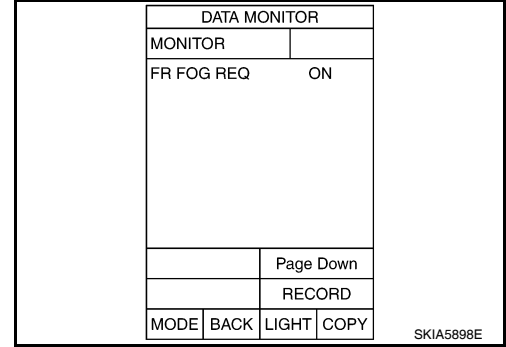 DATA MONITOR
MONITOR
FR FOG REQ ON
Page Down
RECORD
MODE BACK LIGHT COPY
SKIA5898E